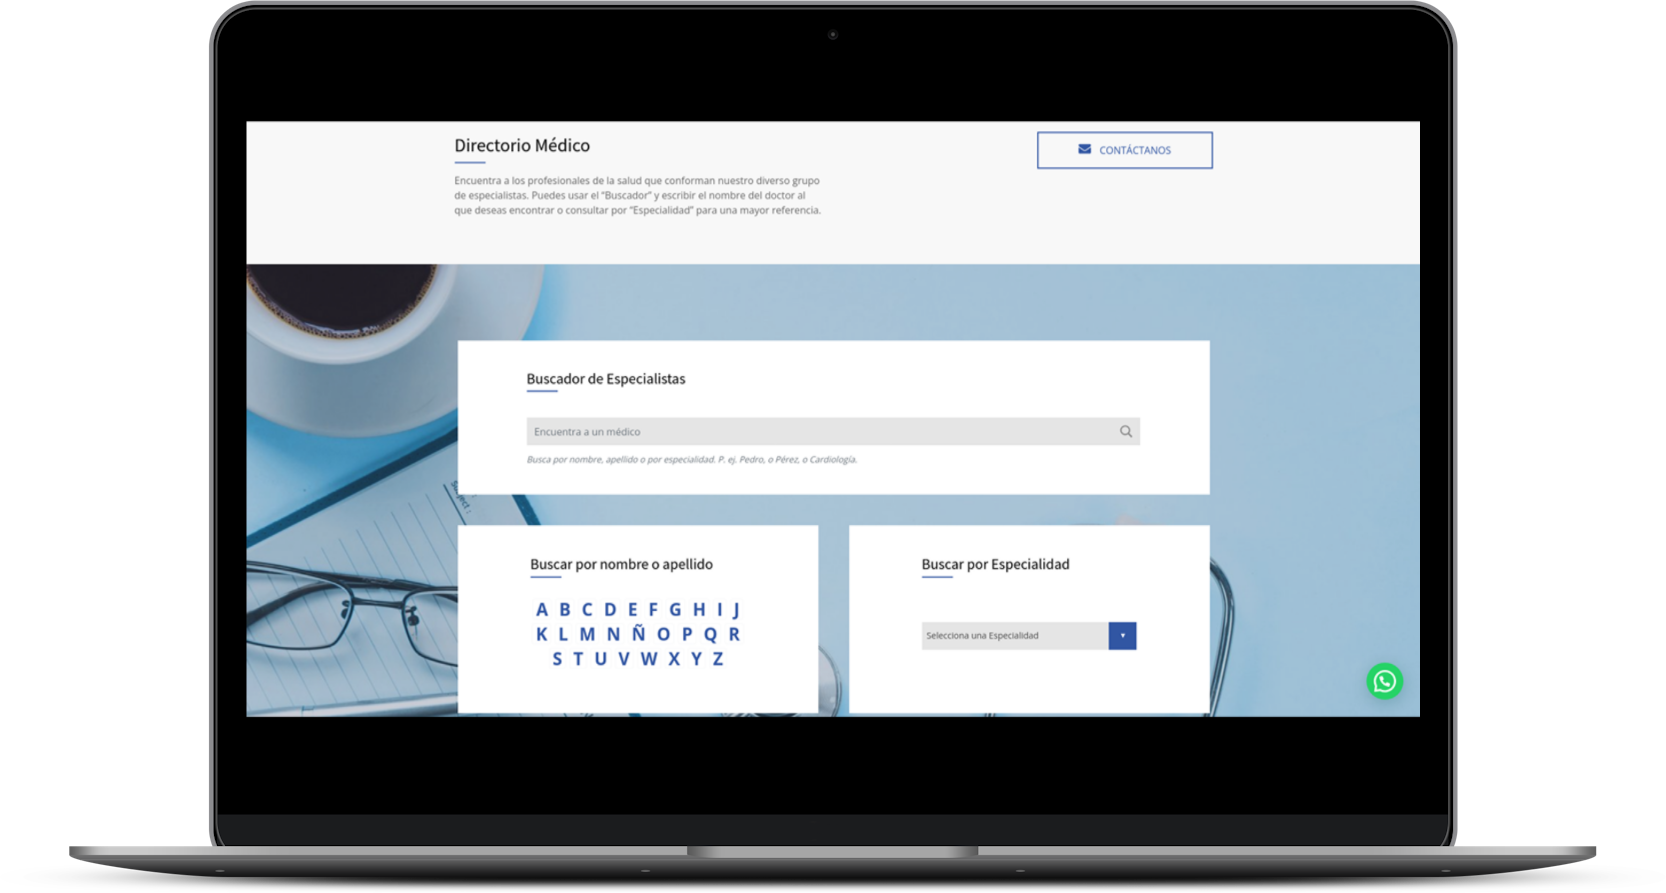 Directorio Médico
CONTÁCTANOS
Encuentra a los profesionales de la salud que conforman nuestro diverso grupo
de especialistas. Puedes usar el "Buscador" y escribir el nombre del doctor al
que deseas encontrar o consultar por "Especialidad" para una mayor referencia.
Buscador de Especialistas
Encuentra a un médico
Busca por nombre, apellido o por especialidad. P. ej. Pedro, o Pérez, o Cardiología.
Buscar por nombre o apellido
A B C D E F G H I J
K L M N Ñ O P Q R
S T U V W X Y Z
Buscar por Especialidad
Selecciona una Especialidad